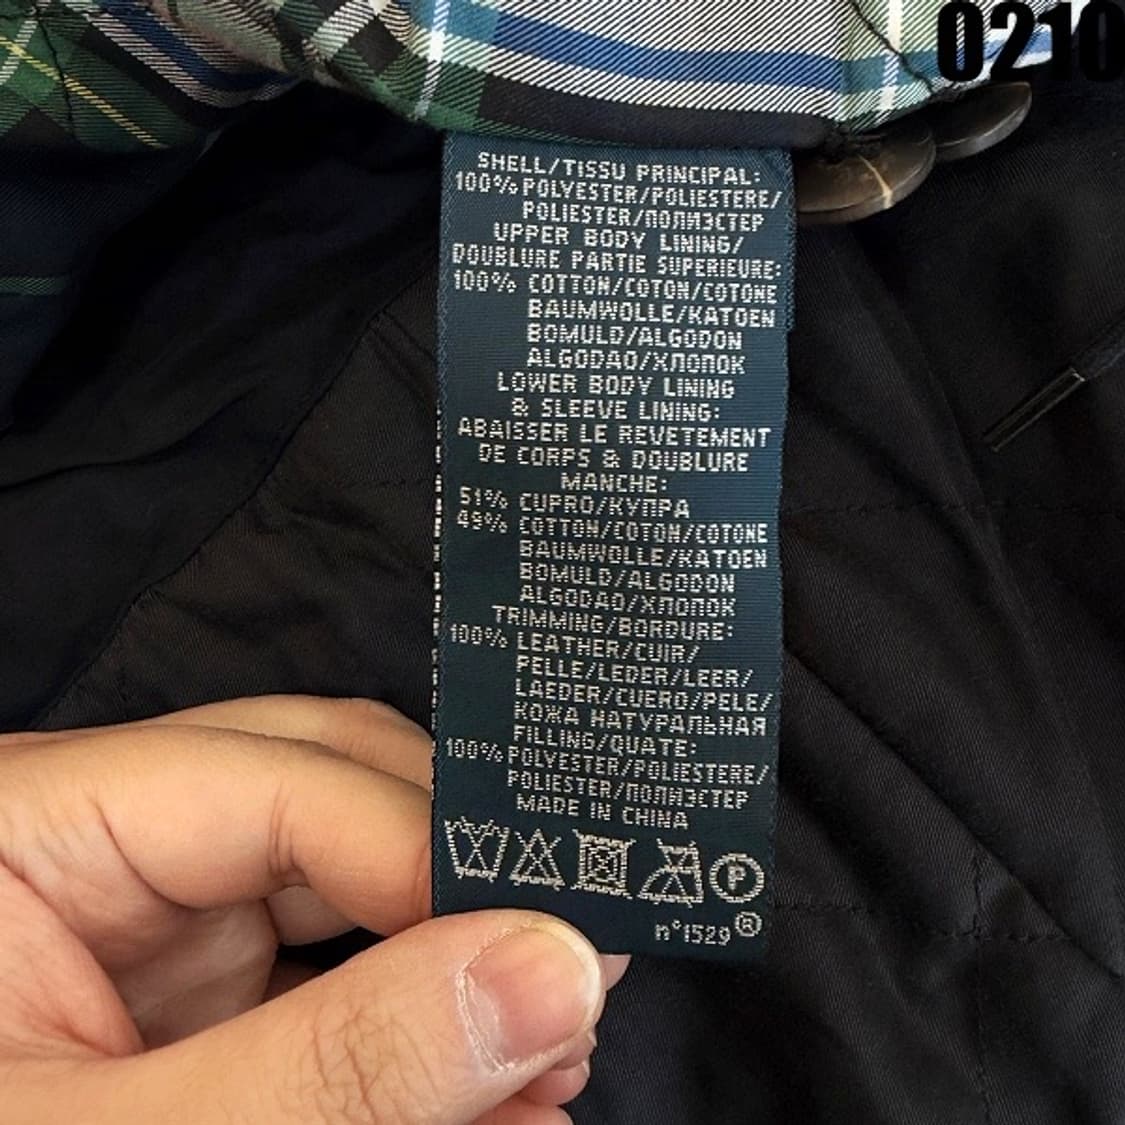 0210
SHELL/TISSU PRINCIPAL:
100% POLYESTER/POLIESTERE/
POLIESTER/ПОЛИЭСТЕР
UPPER BODY LINING/
DOUBLURE PARTIE SUPERIEURE:
100% COTTON/COTON/COTONE
BAUMWOLLE/KATOEN
BOMULD/ALGODON
ALGODAO/ХЛОПОК
LOWER BODY LINING
& SLEEVE LINING:
ABAISSER LE REVETEMENT
DE CORPS & DOUBLURE
MANCHE:
51% CUPRO/КУПРА
49% COTTON/COTON/COTONE
BAUMWOLLE/KATOEN
BOMULD/ALGODON
ALGODAO/ХЛОПОК
TRIMMING/BORDURE:
100% LEATHER/CUIR/
PELLE/LEDER/LEER/
LAEDER/CUERO/PELE/
КОЖА НАТУРАЛЬНАЯ
FILLING/QUATE:
100% POLYESTER/POLIESTERE/
POLIESTER/ПОЛИЭСТЕР
MADE IN CHINA
P
n°1529®